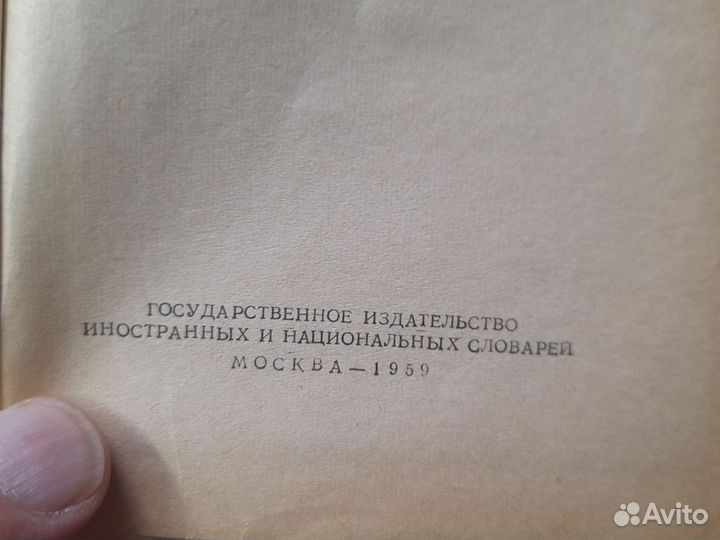 ГОСУДАРСТВЕННОЕ ИЗДАТЕЛЬСТВО
ИНОСТРАННЫХ И НАЦИОНАЛЬНЫХ СЛОВАРЕЙ
МОСКВА — 1959
Avito